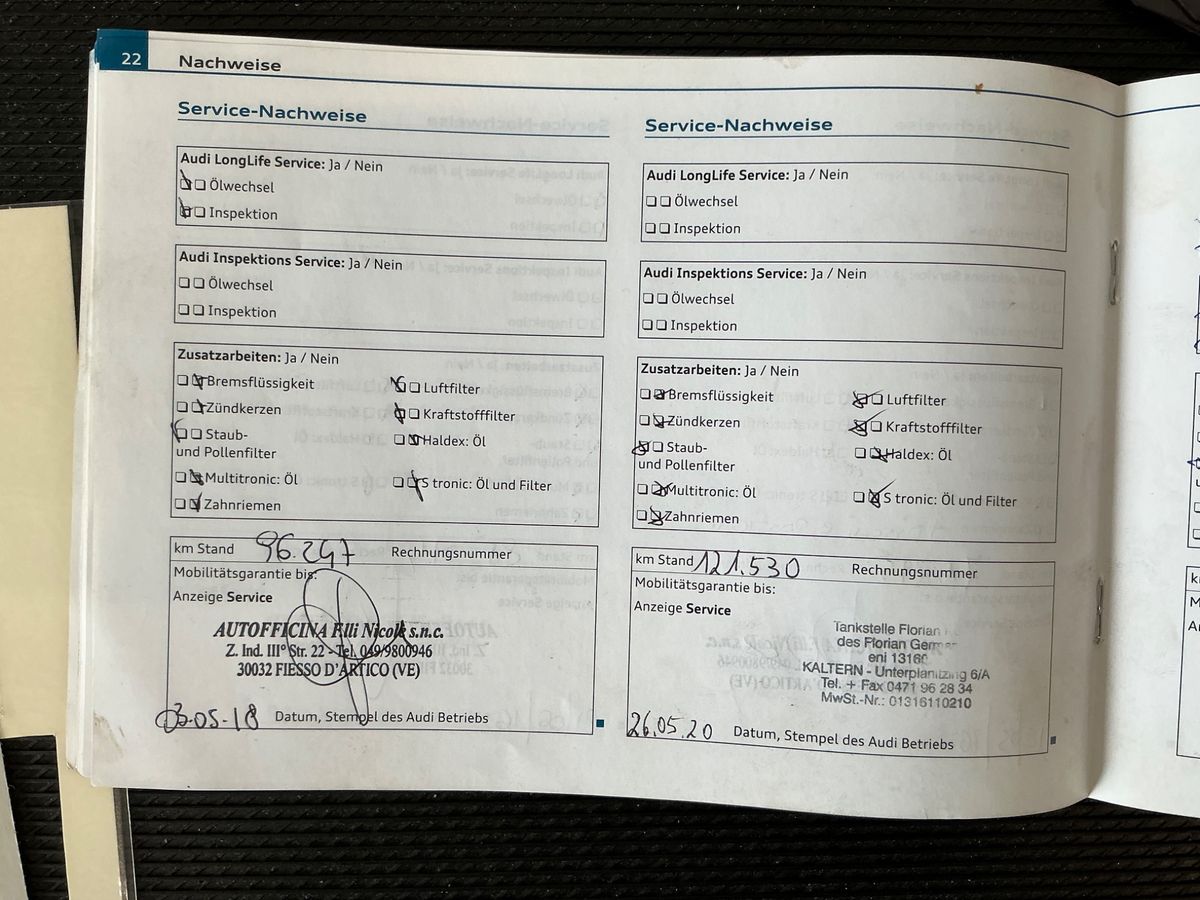 22 Nachweise
Service-Nachweise
Audi LongLife Service: Ja / Nein
Ölwechsel
Inspektion
Audi Inspektions Service: Ja / Nein
Ölwechsel
Inspektion
Zusatzarbeiten: Ja / Nein
Bremsflüssigkeit Luftfilter
Zündkerzen Kraftstofffilter
Staub- Haldex: Öl
und Pollenfilter
Multitronic: Öl S tronic: Öl und Filter
Zahnriemen
km Stand 96.247 Rechnungsnummer
Mobilitätsgarantie bis:
Anzeige Service
AUTOFFICINA F.lli Nicolè s.n.c.
Z. Ind. III° Str. 22 - Tel. 049/9800946
30032 FIESSO D'ARTICO (VE)
03-05-18 Datum, Stempel des Audi Betriebs
Service-Nachweise
Audi LongLife Service: Ja / Nein
Ölwechsel
Inspektion
Audi Inspektions Service: Ja / Nein
Ölwechsel
Inspektion
Zusatzarbeiten: Ja / Nein
Bremsflüssigkeit Luftfilter
Zündkerzen Kraftstofffilter
Staub- Haldex: Öl
und Pollenfilter
Multitronic: Öl S tronic: Öl und Filter
Zahnriemen
km Stand 121.530 Rechnungsnummer
Mobilitätsgarantie bis:
Anzeige Service
Tankstelle Florian
des Florian
KALTERN - Unterplanitzing 6/A
Tel. + Fax 0471 96 28 34
MwSt.-Nr.: 01316110210
26.05.20 Datum, Stempel des Audi Betriebs